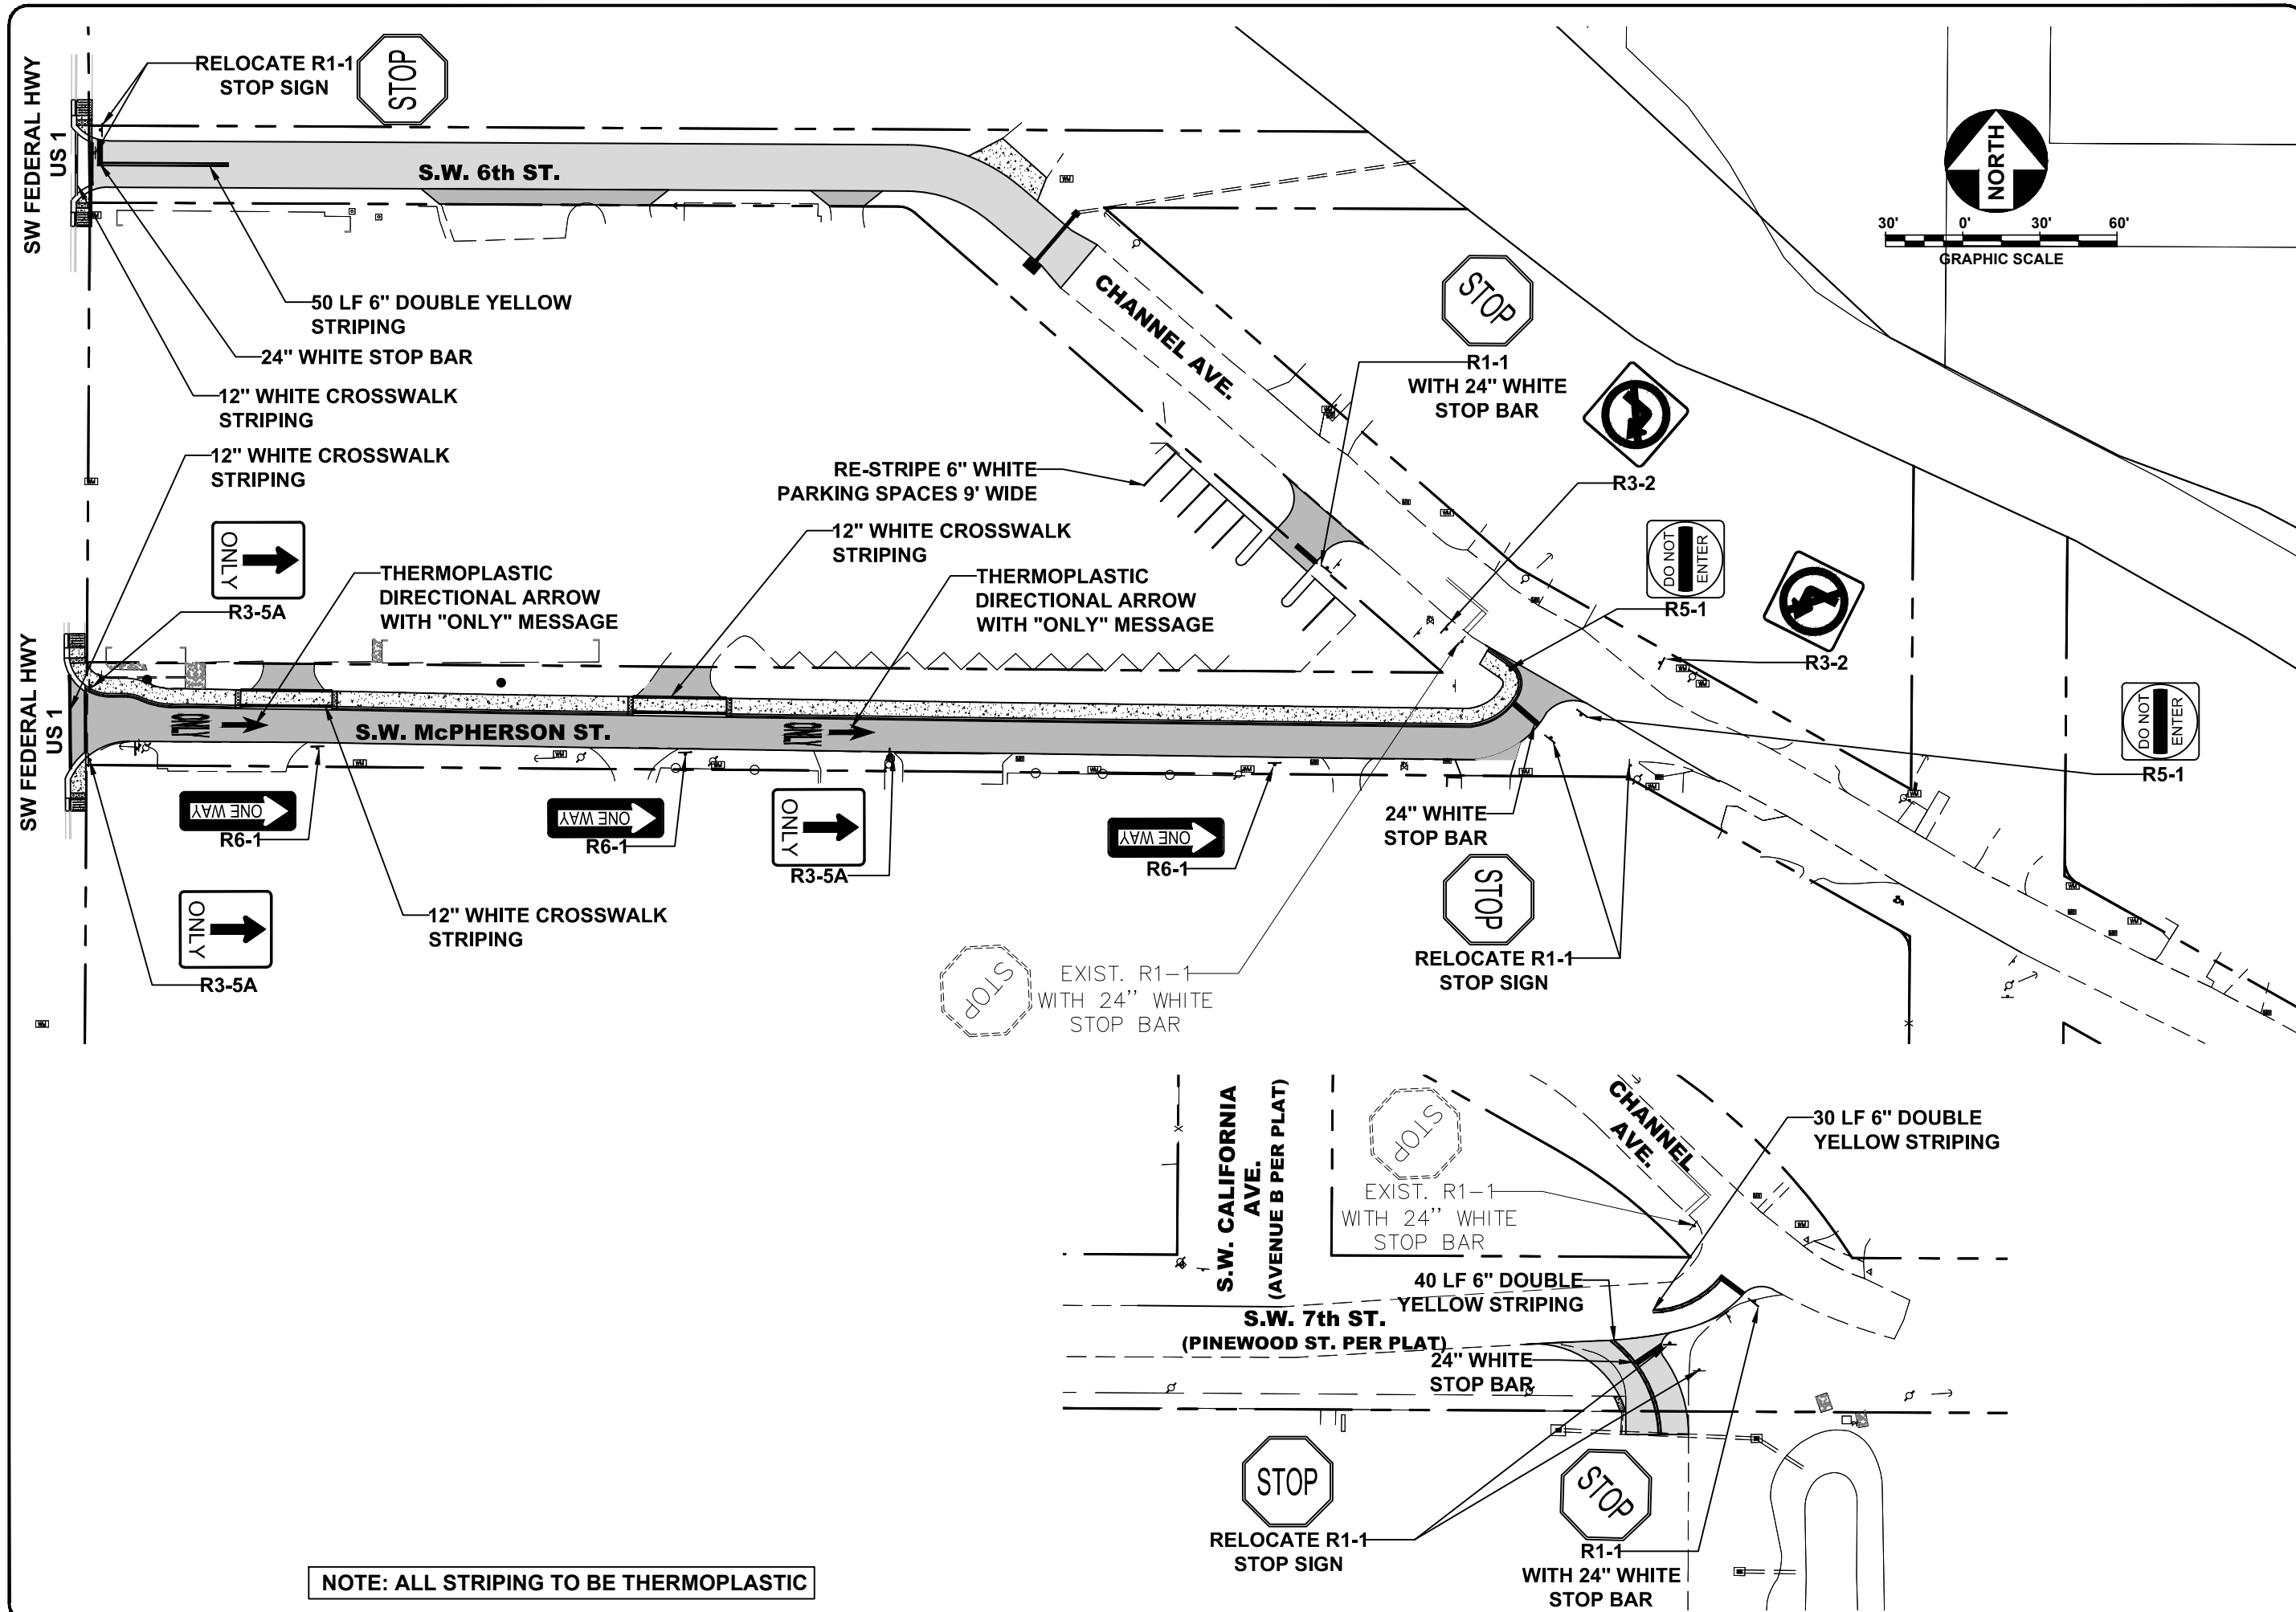 SW FEDERAL HWY
US 1
RELOCATE R1-1
STOP SIGN
STOP
S.W. 6th ST.
NORTH
30' 0' 30' 60'
GRAPHIC SCALE
50 LF 6" DOUBLE YELLOW
STRIPING
24" WHITE STOP BAR
12" WHITE CROSSWALK
STRIPING
CHANNEL AVE.
STOP
R1-1
WITH 24" WHITE
STOP BAR
R3-2
12" WHITE CROSSWALK
STRIPING
RE-STRIPE 6" WHITE
PARKING SPACES 9' WIDE
12" WHITE CROSSWALK
STRIPING
ONLY
R3-5A
THERMOPLASTIC
DIRECTIONAL ARROW
WITH "ONLY" MESSAGE
THERMOPLASTIC
DIRECTIONAL ARROW
WITH "ONLY" MESSAGE
DO NOT
ENTER
R5-1
R3-2
SW FEDERAL HWY
US 1
ONLY
S.W. McPHERSON ST.
ONLY
DO NOT
ENTER
R5-1
ONE WAY
R6-1
ONE WAY
R6-1
ONLY
R3-5A
ONE WAY
R6-1
24" WHITE
STOP BAR
STOP
RELOCATE R1-1
STOP SIGN
ONLY
R3-5A
12" WHITE CROSSWALK
STRIPING
STOP
EXIST. R1-1
WITH 24'' WHITE
STOP BAR
S.W. CALIFORNIA
AVE.
(AVENUE B PER PLAT)
STOP
EXIST. R1-1
WITH 24'' WHITE
STOP BAR
CHANNEL
AVE.
30 LF 6" DOUBLE
YELLOW STRIPING
40 LF 6" DOUBLE
YELLOW STRIPING
S.W. 7th ST.
(PINEWOOD ST. PER PLAT)
24" WHITE
STOP BAR
STOP
RELOCATE R1-1
STOP SIGN
STOP
R1-1
WITH 24" WHITE
STOP BAR
NOTE: ALL STRIPING TO BE THERMOPLASTIC